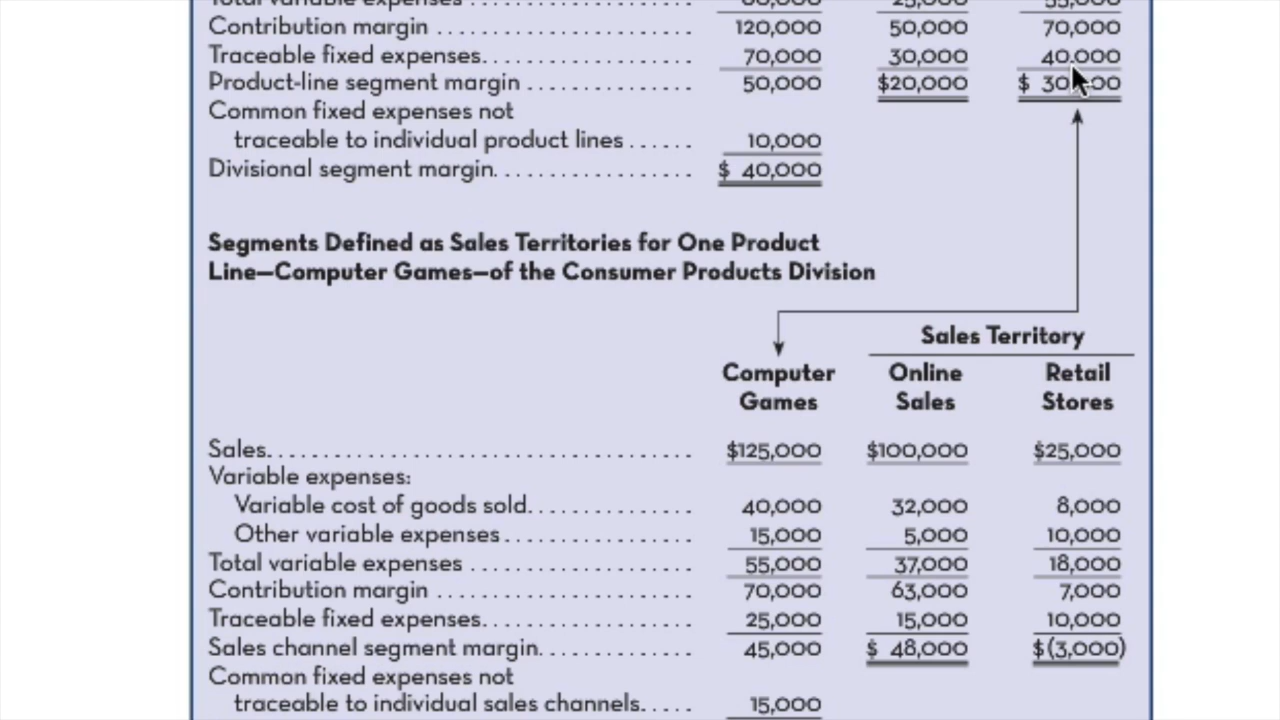 Total variable expenses
Contribution margin . . . . . . . . . . . . . . . . . . . . . . . . 120,000 50,000 70,000
Traceable fixed expenses. . . . . . . . . . . . . . . . . . . 70,000 30,000 40,000
Product-line segment margin . . . . . . . . . . . . . . . 50,000 $20,000
Common fixed expenses not
traceable to individual product lines . . . . . . 10,000
Divisional segment margin. . . . . . . . . . . . . . . . . . $ 40,000
Segments Defined as Sales Territories for One Product
Line—Computer Games—of the Consumer Products Division
Sales Territory
Computer Online Retail
Games Sales Stores
Sales. . . . . . . . . . . . . . . . . . . . . . . . . . . . . . . . . . . . . . $125,000 $100,000 $25,000
Variable expenses:
Variable cost of goods sold. . . . . . . . . . . . . . . 40,000 32,000 8,000
Other variable expenses . . . . . . . . . . . . . . . . . 15,000 5,000 10,000
Total variable expenses . . . . . . . . . . . . . . . . . . . . 55,000 37,000 18,000
Contribution margin . . . . . . . . . . . . . . . . . . . . . . . 70,000 63,000 7,000
Traceable fixed expenses. . . . . . . . . . . . . . . . . . . 25,000 15,000 10,000
Sales channel segment margin. . . . . . . . . . . . . . 45,000 $ 48,000 $(3,000)
Common fixed expenses not
traceable to individual sales channels. . . . . 15,000